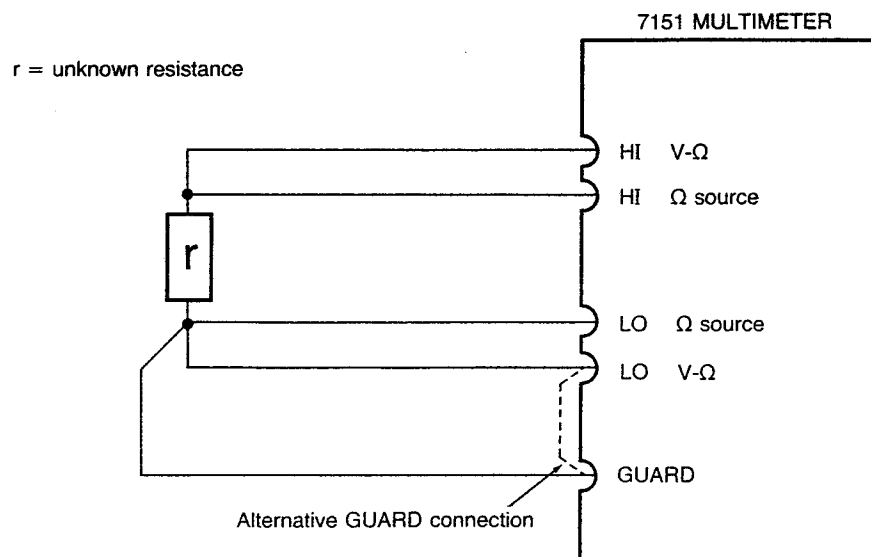 7151 MULTIMETER
r = unknown resistance
HI V-Ω
HI Ω source
r
LO Ω source
LO V-Ω
GUARD
Alternative GUARD connection